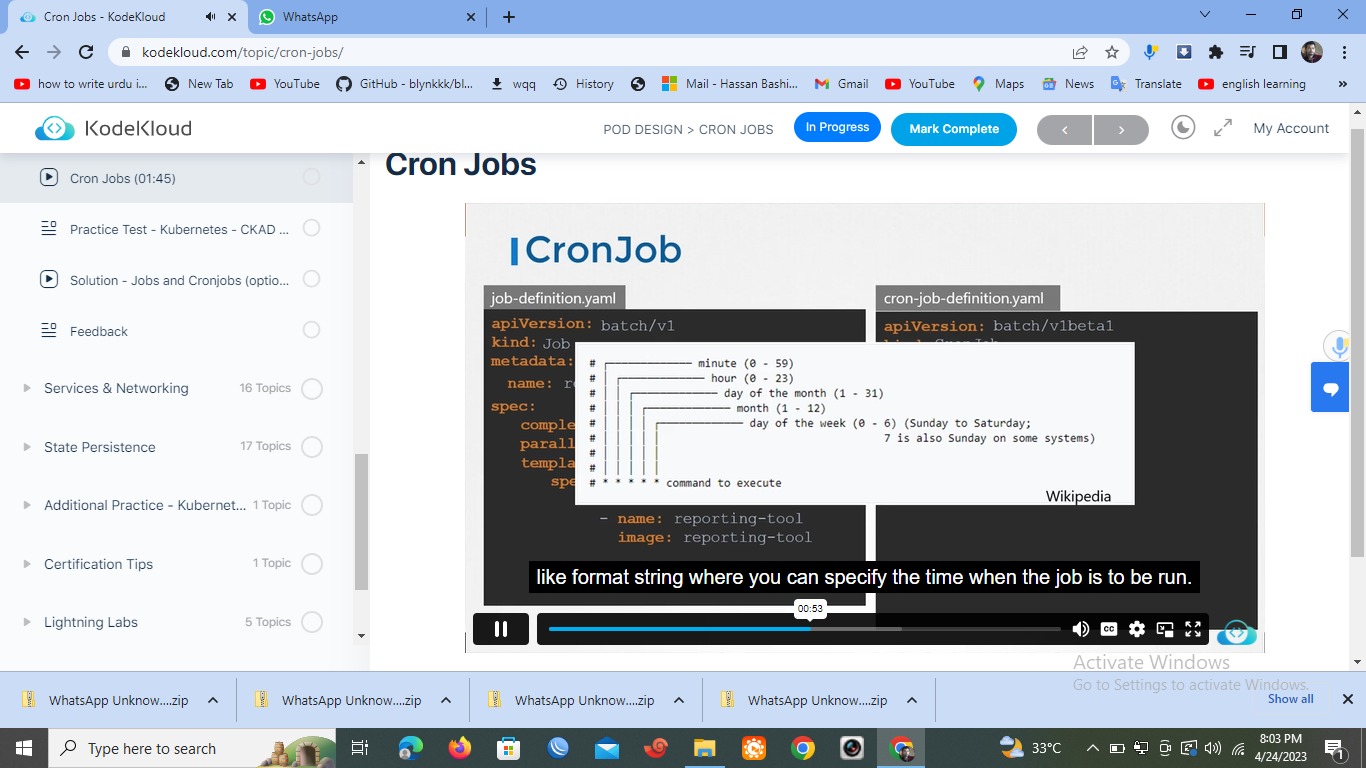 Cron Jobs - KodeKloud
WhatsApp
kodekloud.com/topic/cron-jobs/
how to write urdu i...
New Tab
YouTube
GitHub - blynkkk/bl...
wqq
History
Mail - Hassan Bashi...
Gmail
YouTube
Maps
News
Translate
english learning
»
KodeKloud
POD DESIGN > CRON JOBS
In Progress
Mark Complete
<
>
My Account
Cron Jobs (01:45)
Practice Test - Kubernetes - CKAD ...
Solution - Jobs and Cronjobs (optio...
Feedback
Services & Networking 16 Topics
State Persistence 17 Topics
Additional Practice - Kubernet... 1 Topic
Certification Tips 1 Topic
Lightning Labs 5 Topics
Cron Jobs
CronJob
job-definition.yaml
apiVersion: batch/v1
kind: Job
metadata:
name: re
spec:
comple
parall
templa
spe
- name: reporting-tool
image: reporting-tool
cron-job-definition.yaml
apiVersion: batch/v1beta1
# minute (0 - 59)
# hour (0 - 23)
# day of the month (1 - 31)
# month (1 - 12)
# day of the week (0 - 6) (Sunday to Saturday;
# 7 is also Sunday on some systems)
#
#
# * * * * * command to execute
Wikipedia
like format string where you can specify the time when the job is to be run.
00:53
CC
Activate Windows
Go to Settings to activate Windows.
WhatsApp Unknow....zip
WhatsApp Unknow....zip
WhatsApp Unknow....zip
WhatsApp Unknow....zip
Show all
Type here to search
33°C
8:03 PM
4/24/2023
1